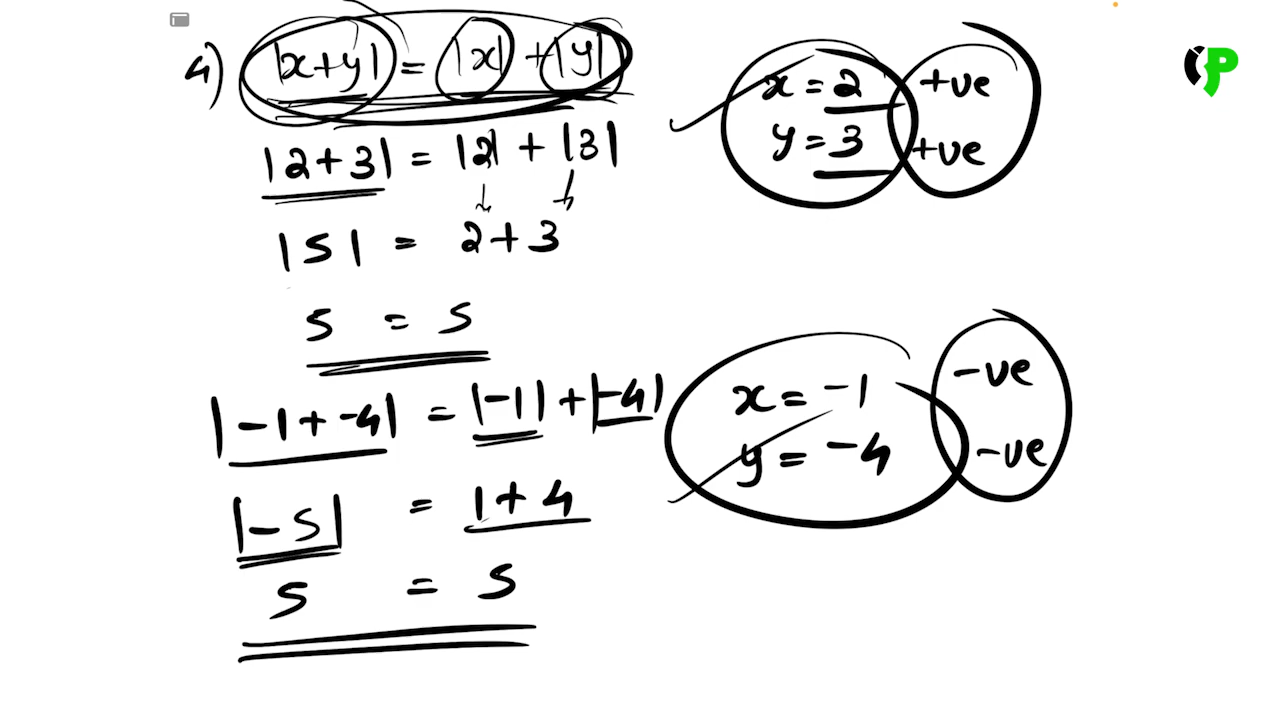 4) |x+y| = |x| + |y|
|2+3| = |2| + |3|
|5| = 2+3
5 = 5
|-1+-4| = |-1| + |-4|
|-5| = 1+4
5 = 5
x = 2 +ve
y = 3 +ve
x = -1 -ve
y = -4 -ve
P